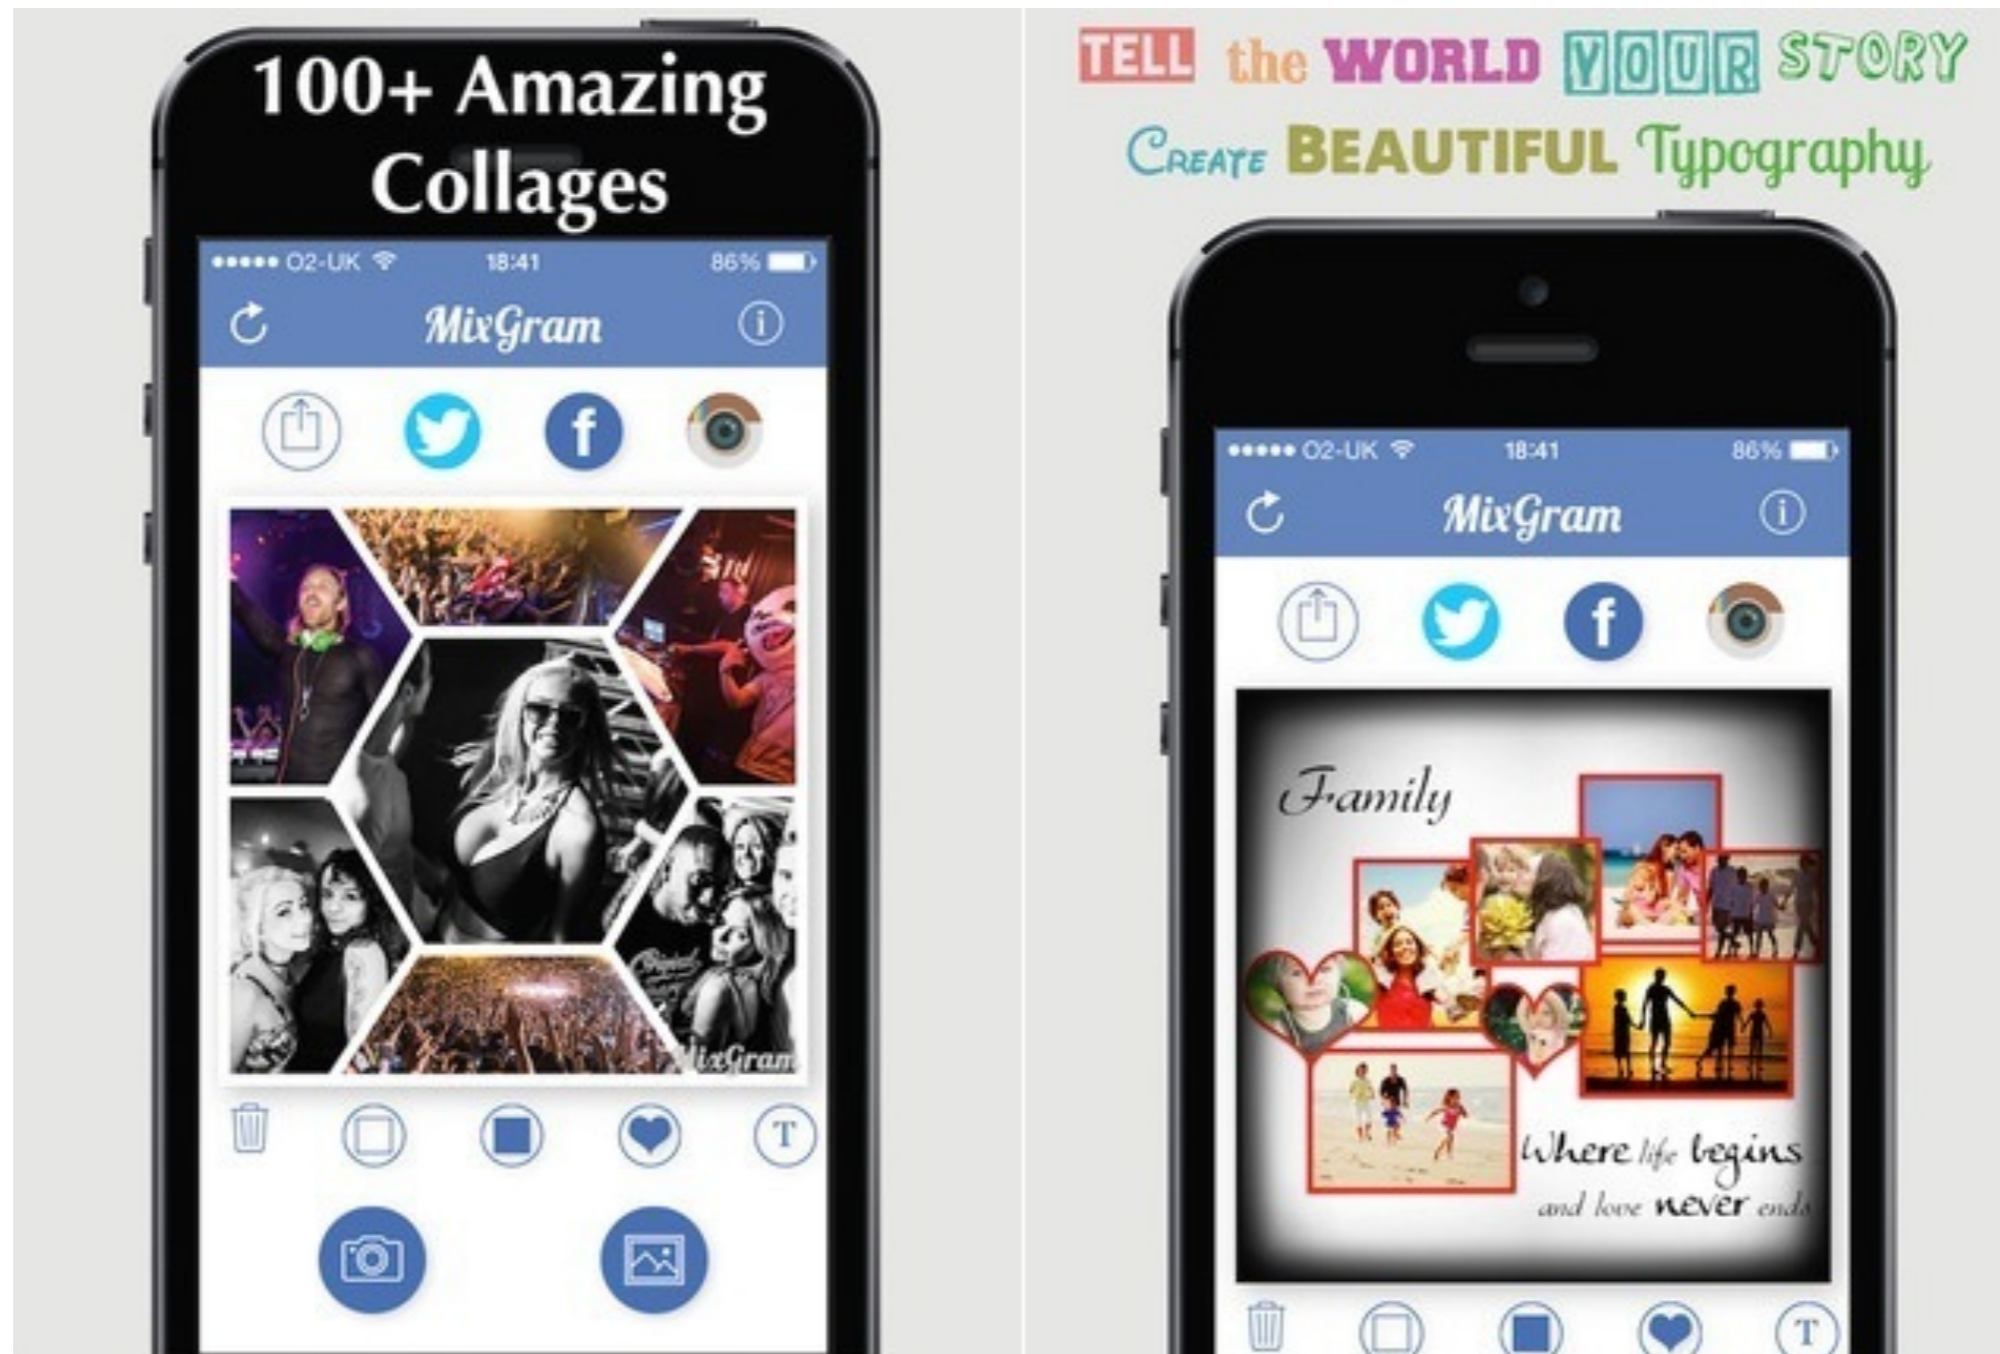 100+ Amazing
Collages
O2-UK 18:41 86%
MixGram
i
f
MixGram
T
TELL the WORLD YOUR STORY
CREATE BEAUTIFUL Typography
O2-UK 18:41 86%
MixGram
i
f
Family
Where life begins
and love never ends
T